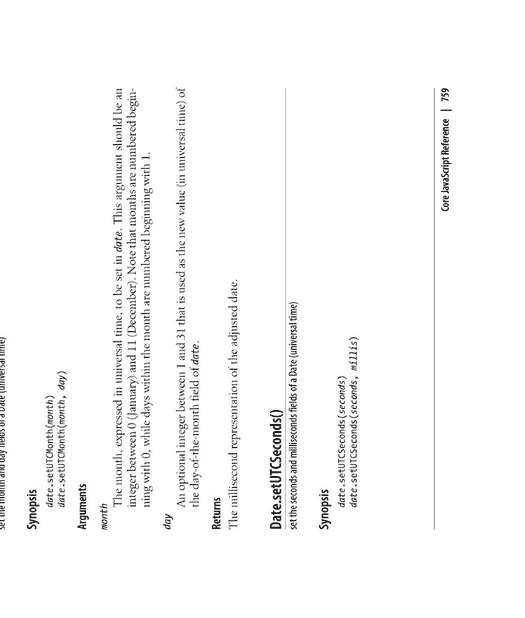 set the month and day fields of a Date (universal time)
Synopsis
date.setUTCMonth(month)
date.setUTCMonth(month, day)
Arguments
month
The month, expressed in universal time, to be set in date. This argument should be an
integer between 0 (January) and 11 (December). Note that months are numbered begin-
ning with 0, while days within the month are numbered beginning with 1.
day
An optional integer between 1 and 31 that is used as the new value (in universal time) of
the day-of-the-month field of date.
Returns
The millisecond representation of the adjusted date.
Date.setUTCSeconds()
set the seconds and milliseconds fields of a Date (universal time)
Synopsis
date.setUTCSeconds(seconds)
date.setUTCSeconds(seconds, millis)
Core JavaScript Reference | 759